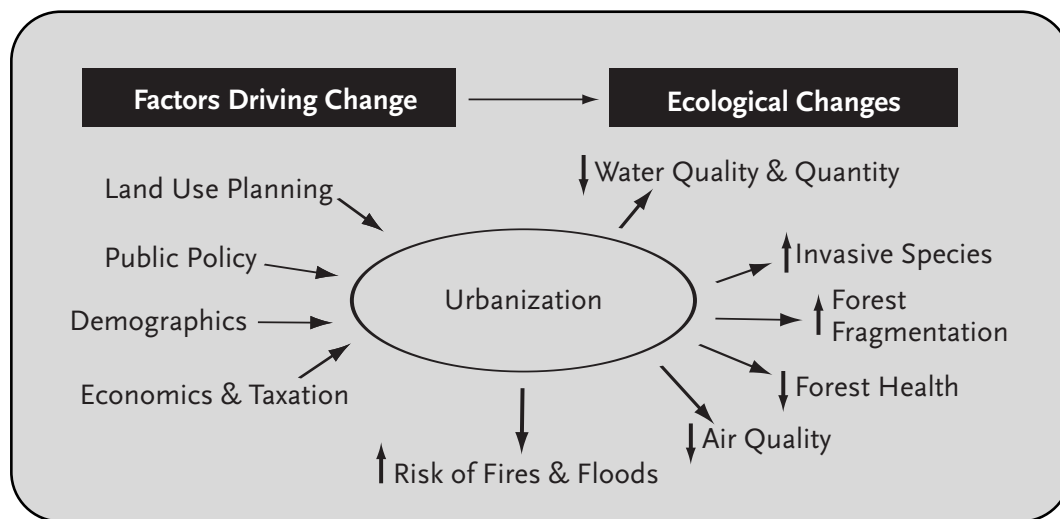 Factors Driving Change
Ecological Changes
Land Use Planning
Public Policy
Demographics
Economics & Taxation
Urbanization
Water Quality & Quantity
Invasive Species
Forest
Fragmentation
Forest Health
Air Quality
Risk of Fires & Floods